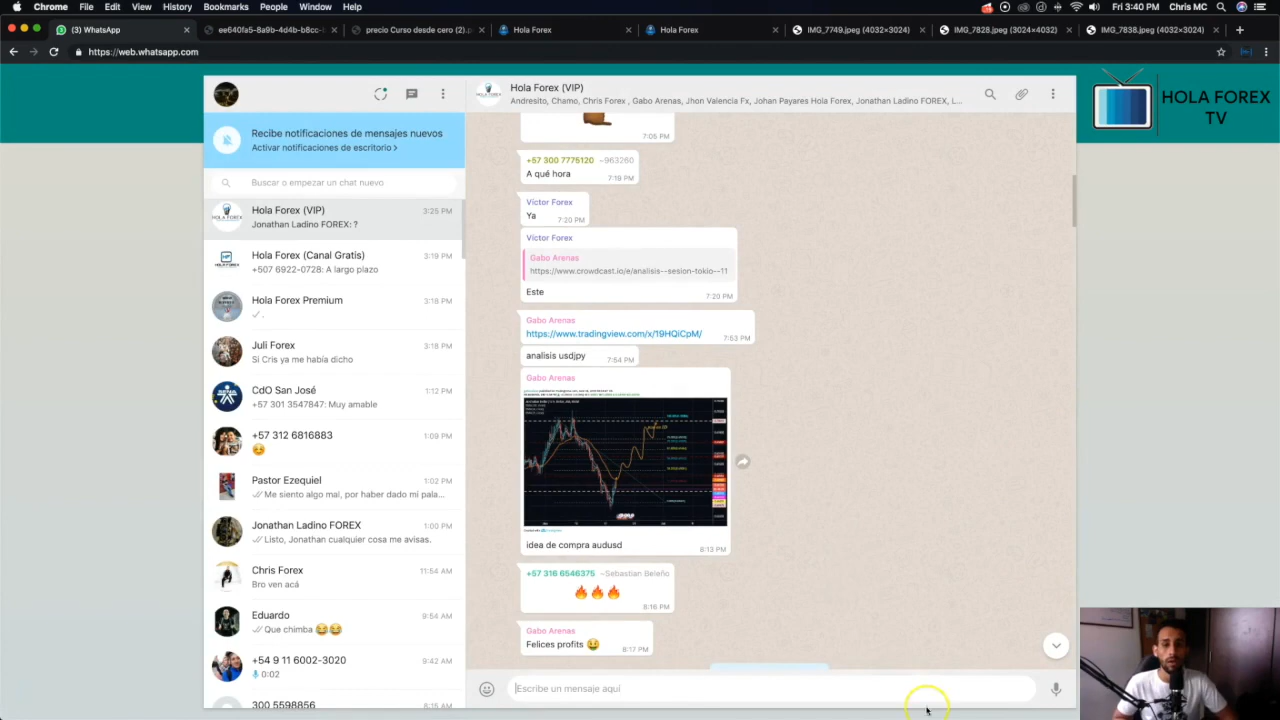 Chrome File Edit View History Bookmarks People Window Help
Fri 3:40 PM Chris MC
(3) WhatsApp
ee640fa5-8a9b-4d4b-b8cc-
precio Curso desde cero (2).p
Hola Forex
Hola Forex
IMG_7749.jpeg (4032×3024)
IMG_7828.jpeg (3024×4032)
IMG_7838.jpeg (4032×3024)
https://web.whatsapp.com
HOLA FOREX
TV
Recibe notificaciones de mensajes nuevos
Activar notificaciones de escritorio >
Buscar o empezar un chat nuevo
Hola Forex (VIP) 3:25 PM
Jonathan Ladino FOREX: ?
Hola Forex (Canal Gratis) 3:19 PM
+507 6922-0728: A largo plazo
Hola Forex Premium 3:18 PM
.
Juli Forex 3:18 PM
Si Cris ya me había dicho
CdO San José 1:12 PM
+57 301 3547847: Muy amable
+57 312 6816883 1:09 PM
😊
Pastor Ezequiel 1:02 PM
Me siento algo mal, por haber dado mi pala...
Jonathan Ladino FOREX 1:00 PM
Listo, Jonathan cualquier cosa me avisas.
Chris Forex 11:54 AM
Bro ven acá
Eduardo 9:54 AM
Que chimba 😂😂
+54 9 11 6002-3020 9:42 AM
0:02
300 5598856 8:15 AM
Hola Forex (VIP)
Andresito, Chamo, Chris Forex , Gabo Arenas, Jhon Valencia Fx, Johan Payares Hola Forex, Jonathan Ladino FOREX, L...
7:05 PM
+57 300 7775120 ~963260
A qué hora 7:19 PM
Víctor Forex
Ya 7:20 PM
Víctor Forex
Gabo Arenas
https://www.crowdcast.io/e/analisis--sesion-tokio--11
Este 7:20 PM
Gabo Arenas
https://www.tradingview.com/x/19HQiCpM/ 7:53 PM
analisis usdjpy 7:54 PM
Gabo Arenas
idea de compra audusd 8:13 PM
+57 316 6546375 ~Sebastian Beleño
🔥🔥🔥
8:16 PM
Gabo Arenas
Felices profits 🤑 8:17 PM
Escribe un mensaje aquí